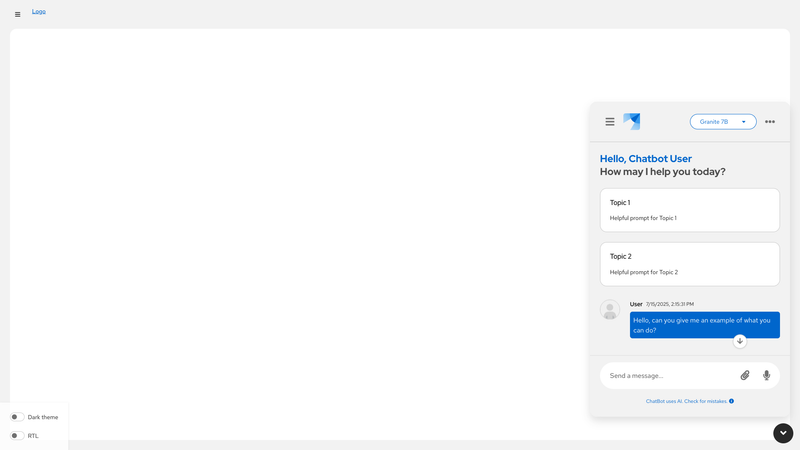 Logo
Granite 7B
Hello, Chatbot User
How may I help you today?
Topic 1
Helpful prompt for Topic 1
Topic 2
Helpful prompt for Topic 2
User 7/15/2025, 2:15:31 PM
Hello, can you give me an example of what you
can do?
Send a message...
ChatBot uses AI. Check for mistakes.
Dark theme
RTL